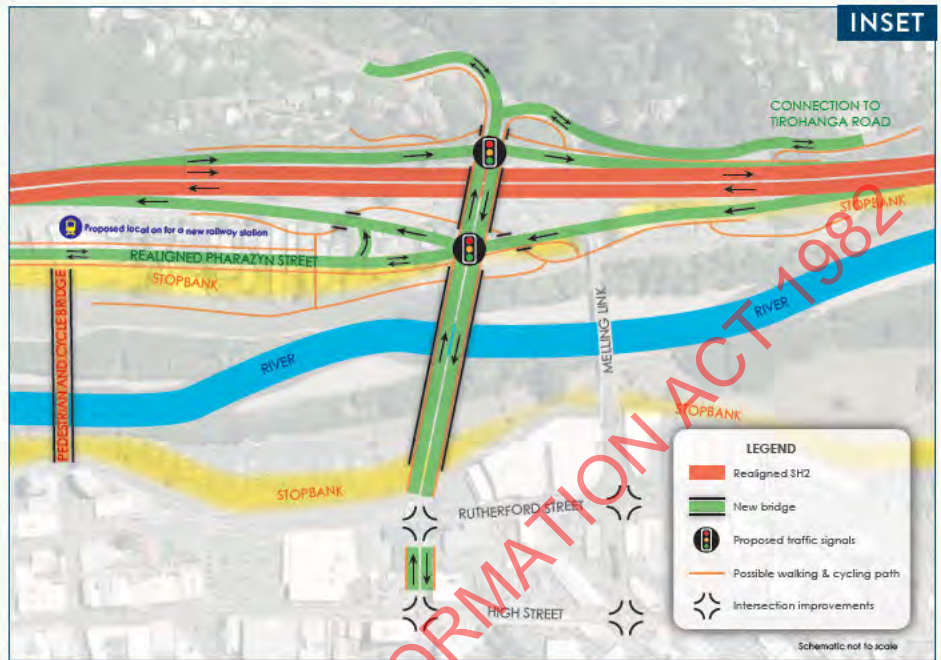 INSET
CONNECTION TO
TIROHANGA ROAD
STOPBANK
Proposed location for a new railway station
REALIGNED PHARAZYN STREET
STOPBANK
PEDESTRIAN AND CYCLE BRIDGE
RIVER
MELLING LINK
RIVER
STOPBANK
STOPBANK
RUTHERFORD STREET
HIGH STREET
LEGEND
Realigned SH2
New bridge
Proposed traffic signals
Possible walking & cycling path
Intersection improvements
Schematic not to scale
ORMATION ACT 1982